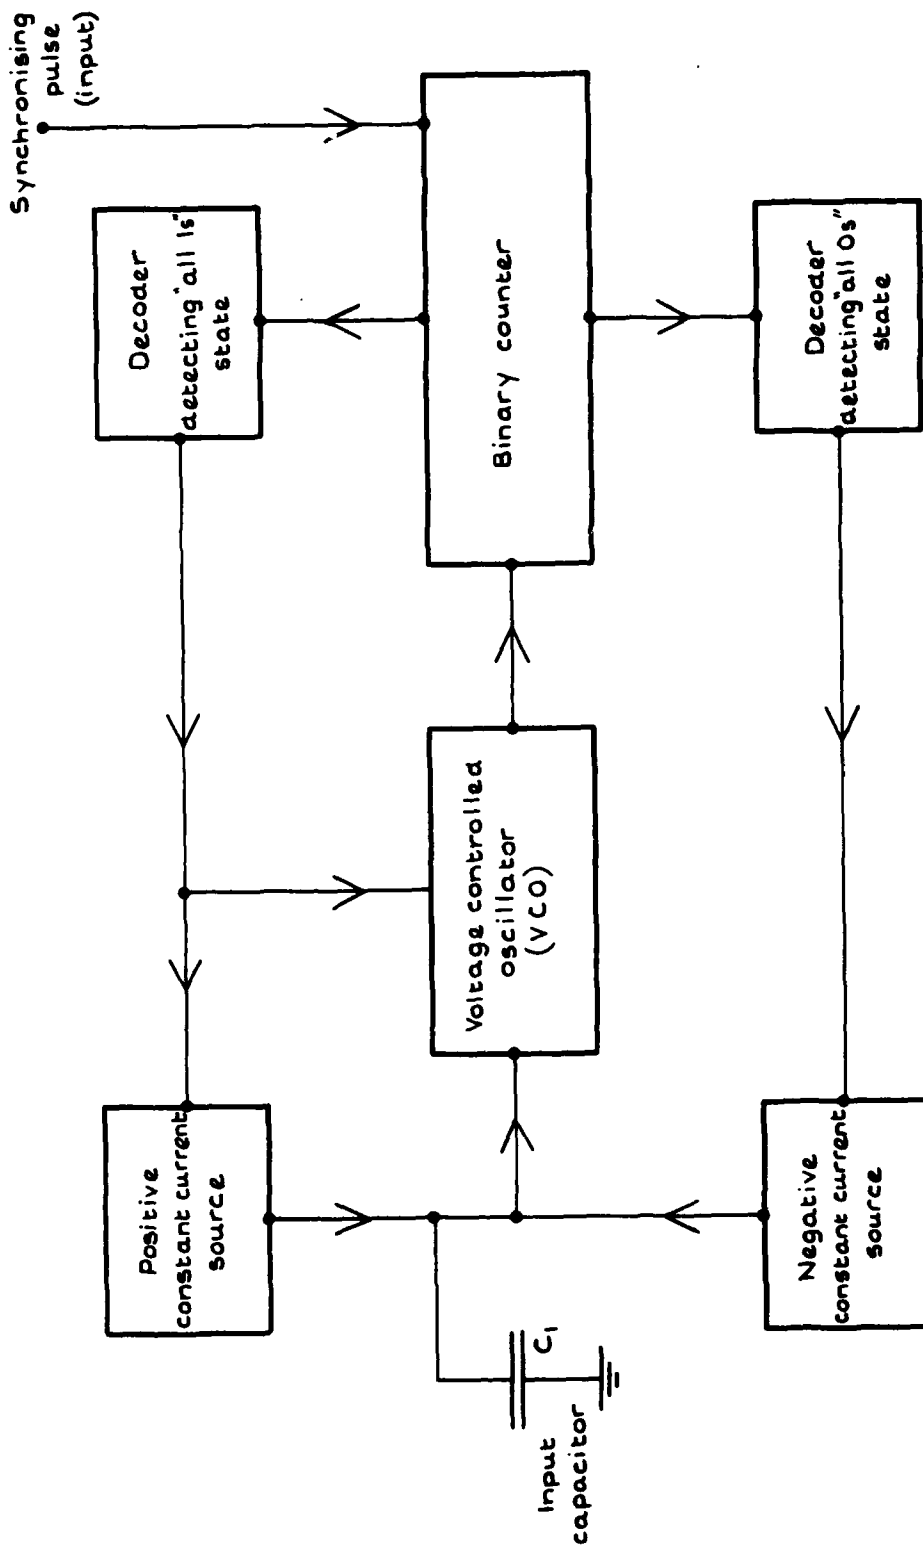 Synchronising
pulse
(input)
Decoder
detecting "all 1s"
state
Positive
constant current
source
Binary counter
Voltage controlled
oscillator
(VCO)
C1
Input
capacitor
Decoder
detecting "all 0s"
state
Negative
constant current
source